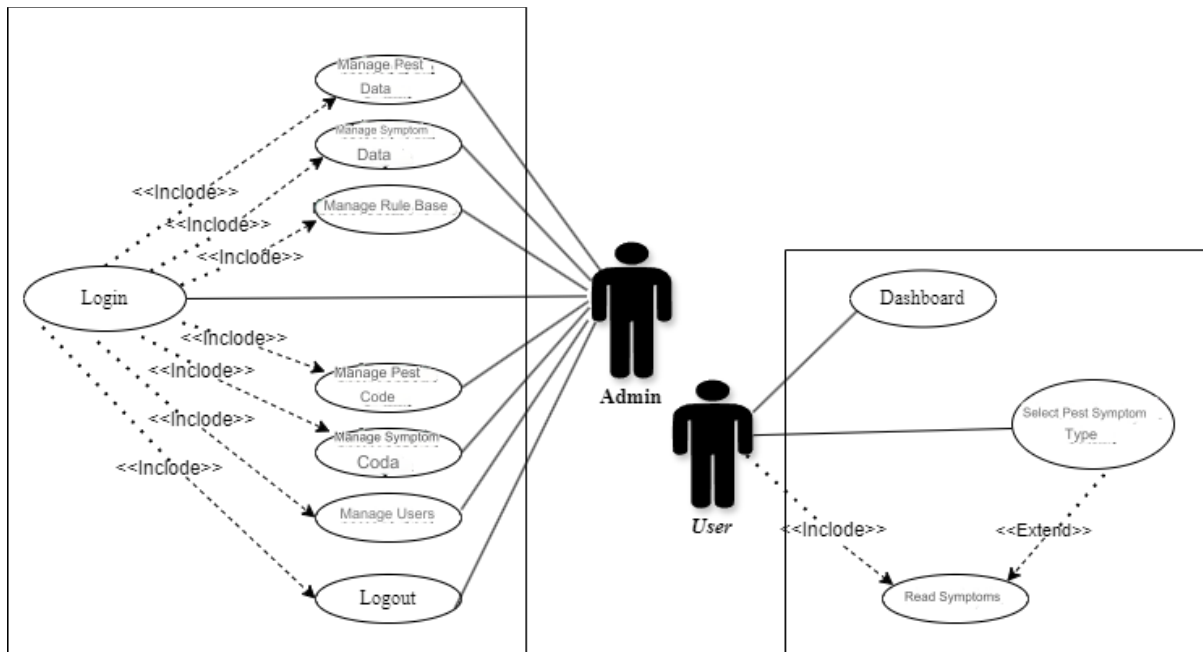 Manage Pest
Data
Manage Symptom
Data
<<Inclode>>
Manage Rule Base
<<Inclode>>
<<Inclode>>
Login
<<Inclode>>
Manage Pest
Code
<<Inclode>>
<<Inclode>>
Manage Symptom
Coda
<<Inclode>>
Manage Users
Logout
Admin
User
Dashboard
Select Pest Symptom
Type
<<Inclode>>
<<Extend>>
Read Symptoms